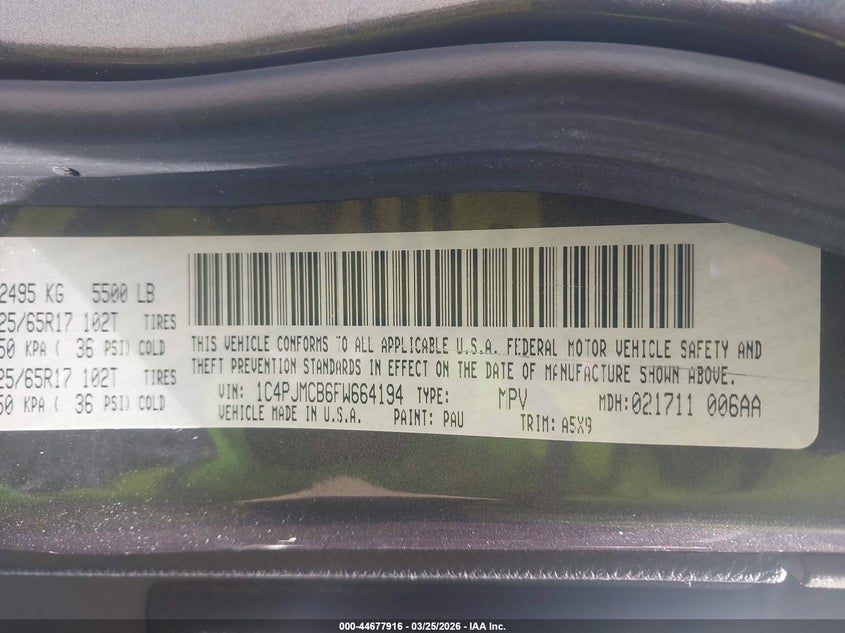 2495 KG 5500 LB
25/65R17 102T TIRES
50 KPA ( 36 PSI) COLD
25/65R17 102T TIRES
50 KPA ( 36 PSI) COLD
THIS VEHICLE CONFORMS TO ALL APPLICABLE U.S.A. FEDERAL MOTOR VEHICLE SAFETY AND
THEFT PREVENTION STANDARDS IN EFFECT ON THE DATE OF MANUFACTURE SHOWN ABOVE.
VIN: 1C4PJMCB6FW664194 TYPE: MPV MDH:021711 006AA
VEHICLE MADE IN U.S.A. PAINT: PAU TRIM: A5X9
000-44677916 - 03/25/2026 - IAA Inc.